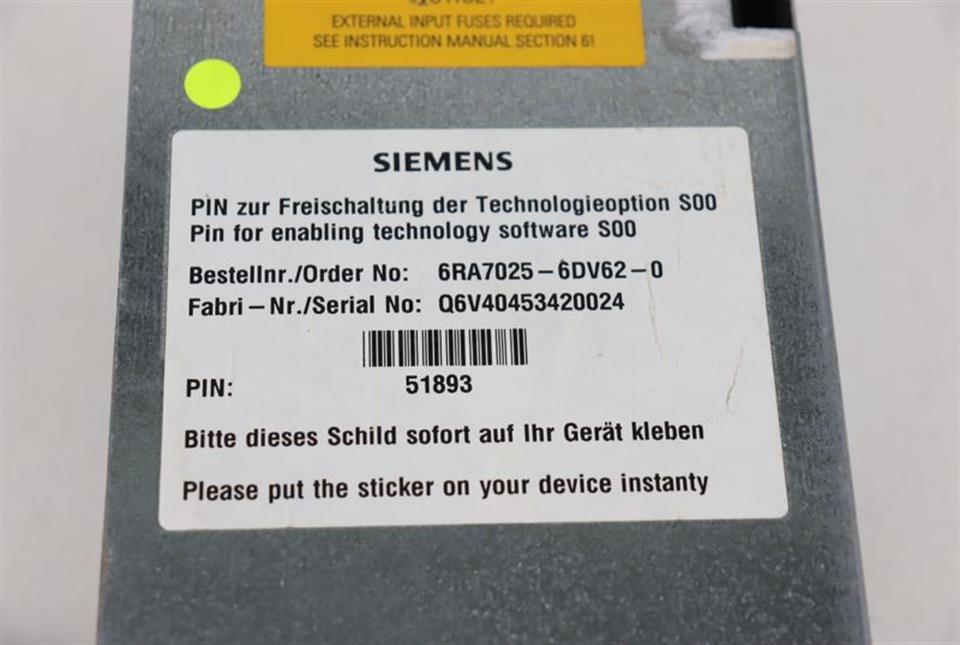 EXTERNAL INPUT FUSES REQUIRED
SEE INSTRUCTION MANUAL SECTION 6!
SIEMENS
PIN zur Freischaltung der Technologieoption S00
Pin for enabling technology software S00
Bestellnr./Order No: 6RA7025-6DV62-0
Fabri-Nr./Serial No: Q6V40453420024
PIN: 51893
Bitte dieses Schild sofort auf Ihr Gerät kleben
Please put the sticker on your device instanty